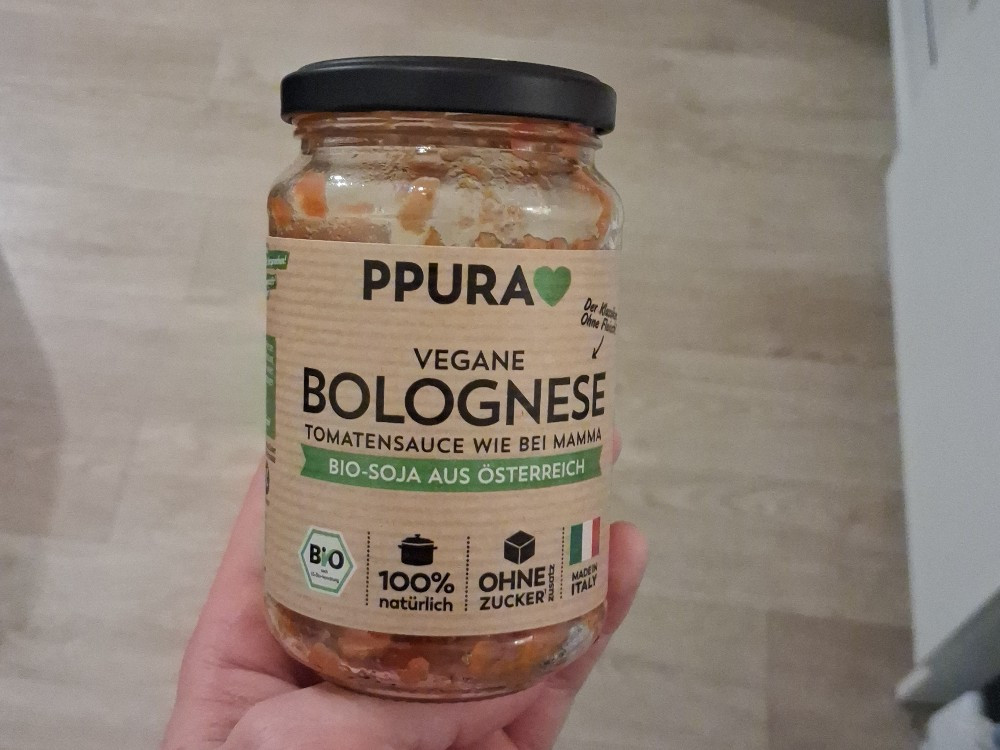 PPURA
Der Klassiker
Ohne Fleisch!
VEGANE
BOLOGNESE
TOMATENSAUCE WIE BEI MAMMA
BIO-SOJA AUS ÖSTERREICH
Bio
100%
natürlich
OHNE
ZUCKER¹
zusatz
MADE IN
ITALY